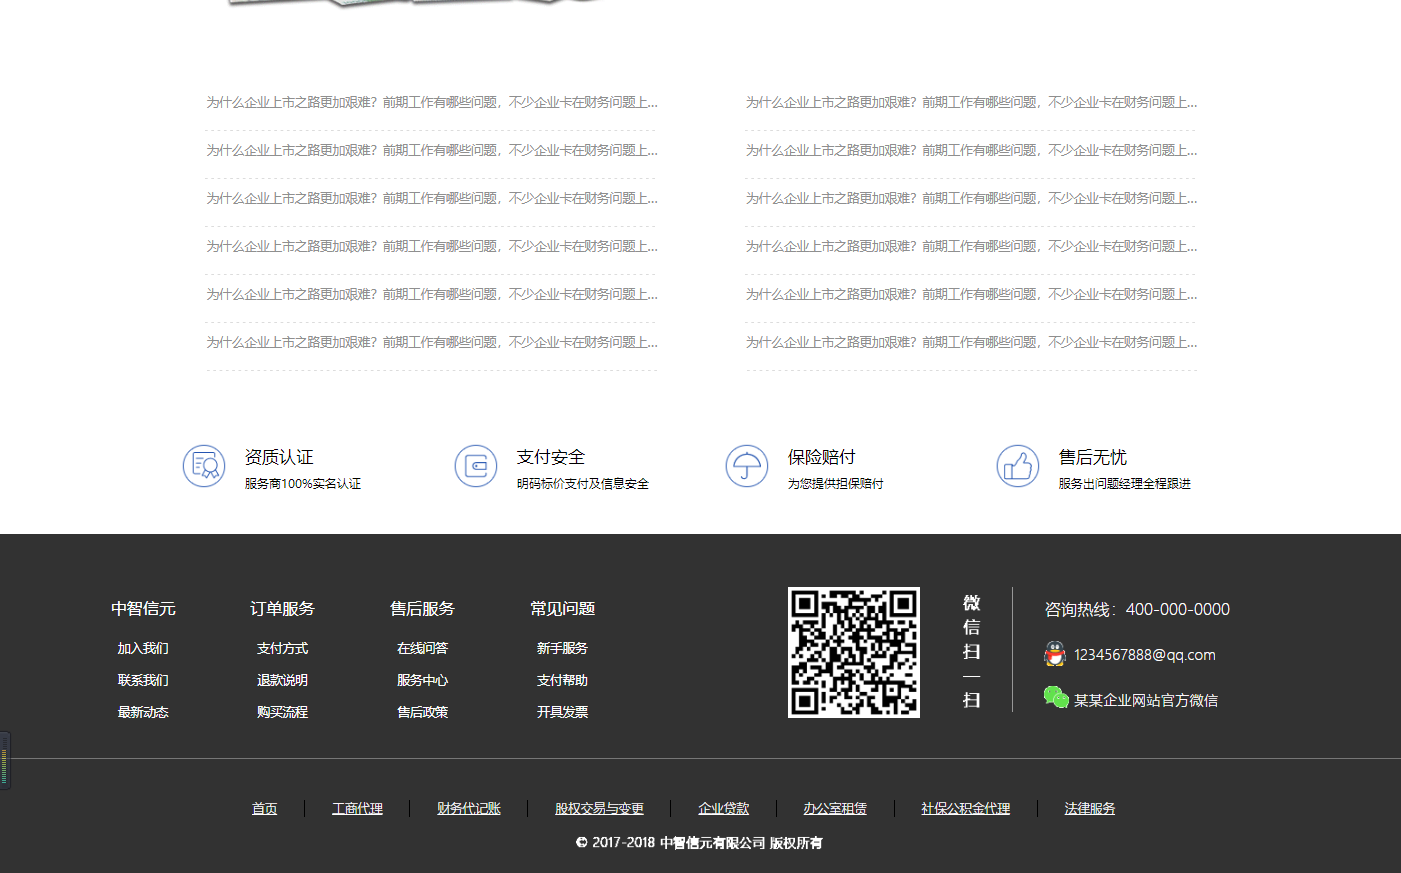 为什么企业上市之路更加艰难？前期工作有哪些问题，不少企业卡在财务问题上...
为什么企业上市之路更加艰难？前期工作有哪些问题，不少企业卡在财务问题上...
为什么企业上市之路更加艰难？前期工作有哪些问题，不少企业卡在财务问题上...
为什么企业上市之路更加艰难？前期工作有哪些问题，不少企业卡在财务问题上...
为什么企业上市之路更加艰难？前期工作有哪些问题，不少企业卡在财务问题上...
为什么企业上市之路更加艰难？前期工作有哪些问题，不少企业卡在财务问题上...
为什么企业上市之路更加艰难？前期工作有哪些问题，不少企业卡在财务问题上...
为什么企业上市之路更加艰难？前期工作有哪些问题，不少企业卡在财务问题上...
为什么企业上市之路更加艰难？前期工作有哪些问题，不少企业卡在财务问题上...
为什么企业上市之路更加艰难？前期工作有哪些问题，不少企业卡在财务问题上...
为什么企业上市之路更加艰难？前期工作有哪些问题，不少企业卡在财务问题上...
为什么企业上市之路更加艰难？前期工作有哪些问题，不少企业卡在财务问题上...
资质认证
服务商100%实名认证
支付安全
明码标价支付及信息安全
保险赔付
为您提供担保赔付
售后无忧
服务出问题经理全程跟进
中智信元
加入我们
联系我们
最新动态
订单服务
支付方式
退款说明
购买流程
售后服务
在线问答
服务中心
售后政策
常见问题
新手服务
支付帮助
开具发票
微信扫一扫
咨询热线：400-000-0000
1234567888@qq.com
某某企业网站官方微信
首页 工商代理 财务代记账 股权交易与变更 企业贷款 办公室租赁 社保公积金代理 法律服务
© 2017-2018 中智信元有限公司 版权所有